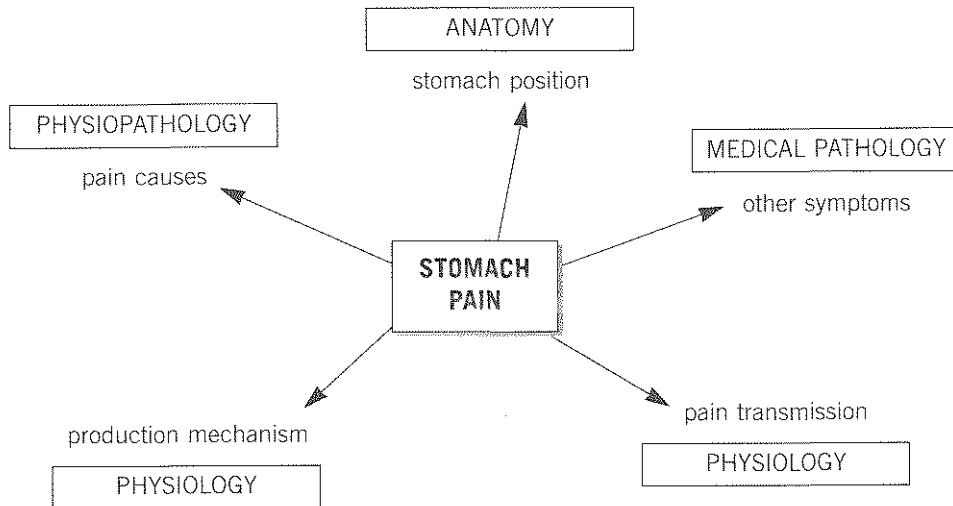 ANATOMY
stomach position
PHYSIOPATHOLOGY
pain causes
MEDICAL PATHOLOGY
other symptoms
STOMACH
PAIN
production mechanism
PHYSIOLOGY
pain transmission
PHYSIOLOGY